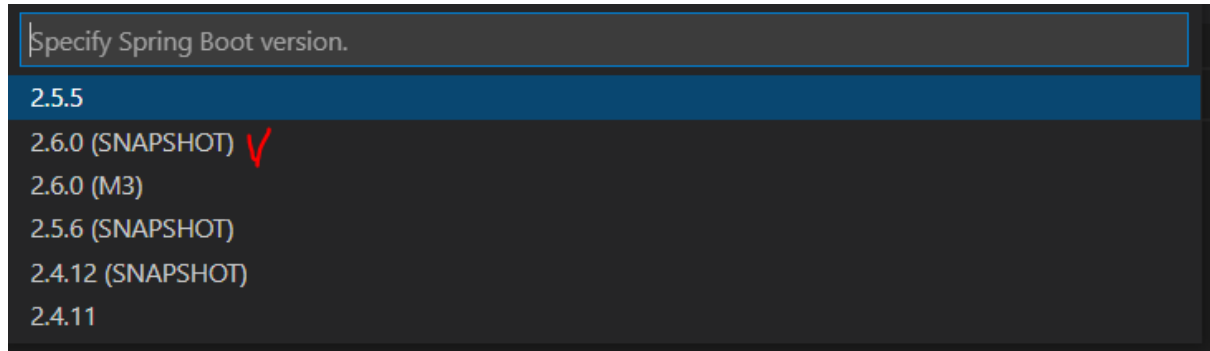 Specify Spring Boot version.
2.5.5
2.6.0 (SNAPSHOT)
2.6.0 (M3)
2.5.6 (SNAPSHOT)
2.4.12 (SNAPSHOT)
2.4.11